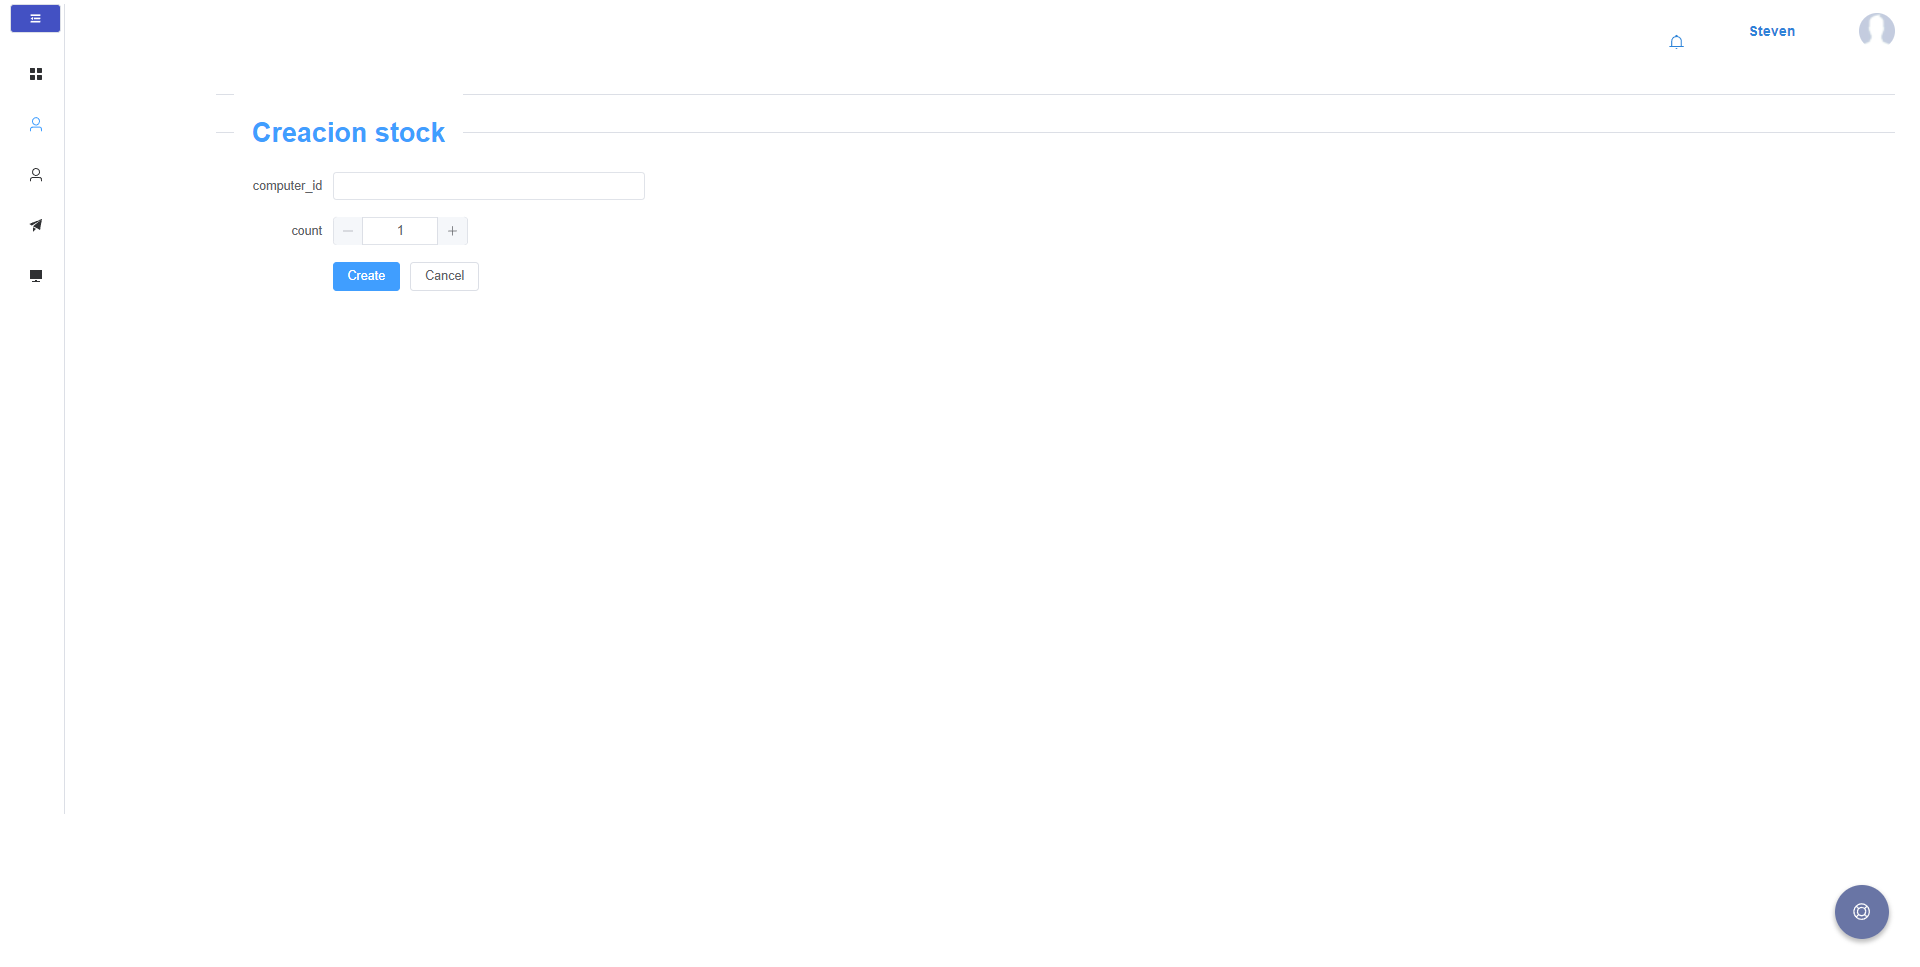 Steven
Creacion stock
computer_id
count 1
Create Cancel